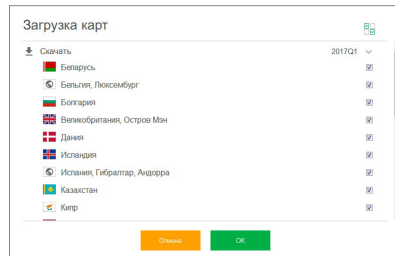 Загрузка карт
Скачать 2017Q1
Беларусь
Бельгия, Люксембург
Болгария
Великобритания, Остров Мэн
Дания
Исландия
Испания, Гибралтар, Андорра
Казахстан
Кипр
Отмена OK